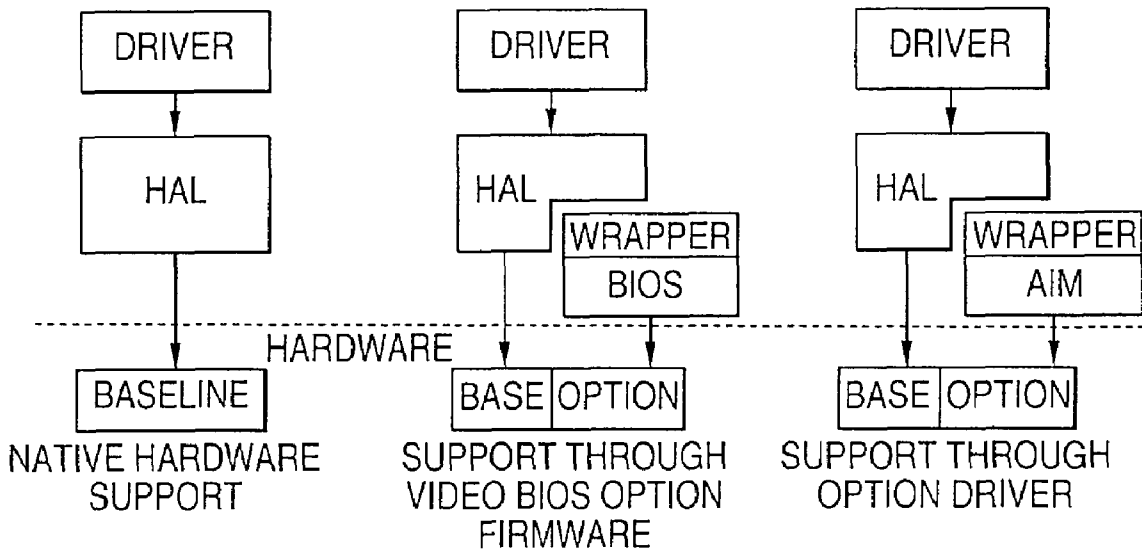 DRIVER
HAL
BASELINE
NATIVE HARDWARE
SUPPORT
DRIVER
HAL
WRAPPER
BIOS
HARDWARE
BASE
OPTION
SUPPORT THROUGH
VIDEO BIOS OPTION
FIRMWARE
DRIVER
HAL
WRAPPER
AIM
BASE
OPTION
SUPPORT THROUGH
OPTION DRIVER